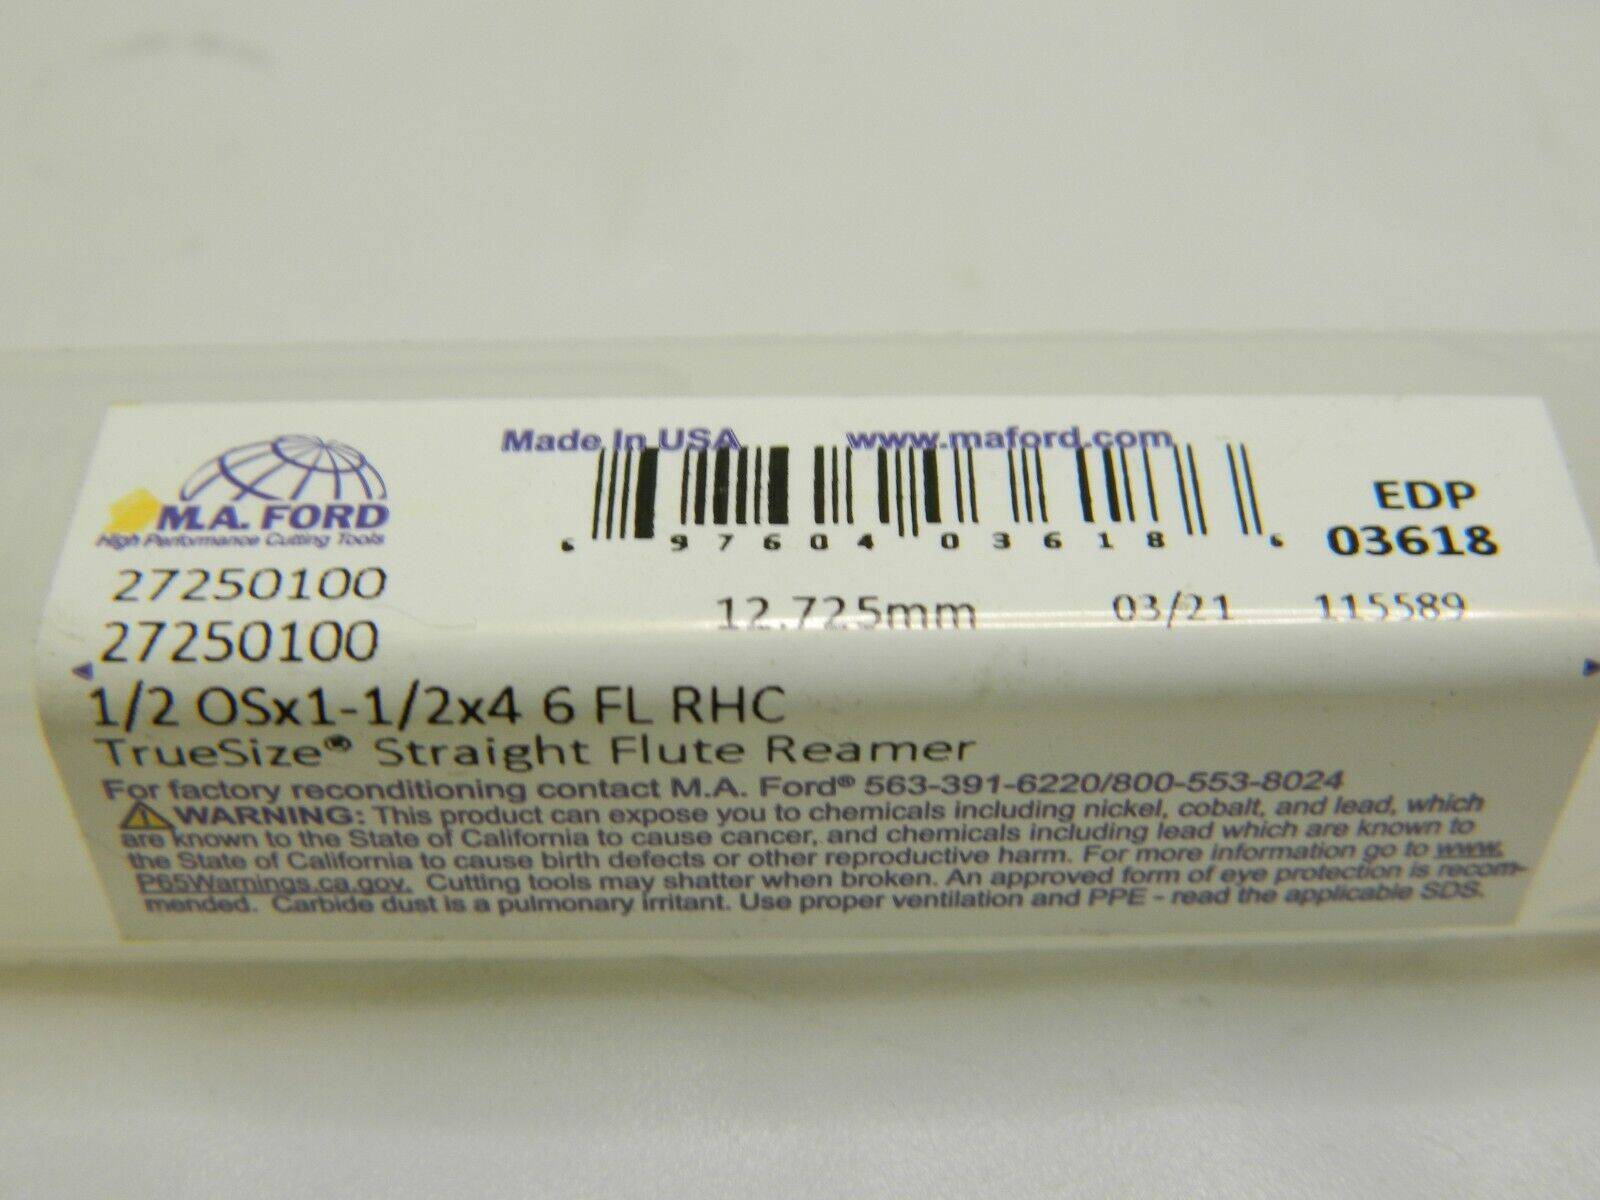 Made In USA www.maford.com
M.A. FORD
High Performance Cutting Tools
6 97604 03618 6
EDP
03618
27250100
12.725mm 03/21 115589
27250100
1/2 OSx1-1/2x4 6 FL RHC
TrueSize® Straight Flute Reamer
For factory reconditioning contact M.A. Ford® 563-391-6220/800-553-8024
WARNING: This product can expose you to chemicals including nickel, cobalt, and lead, which
are known to the State of California to cause cancer, and chemicals including lead which are known to
the State of California to cause birth defects or other reproductive harm. For more information go to www.
P65Warnings.ca.gov. Cutting tools may shatter when broken. An approved form of eye protection is recom-
mended. Carbide dust is a pulmonary irritant. Use proper ventilation and PPE - read the applicable SDS.